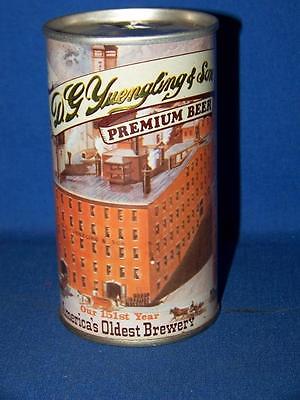 D.G. Yuengling & Son
PREMIUM BEER
Our 151st Year
America's Oldest Brewery